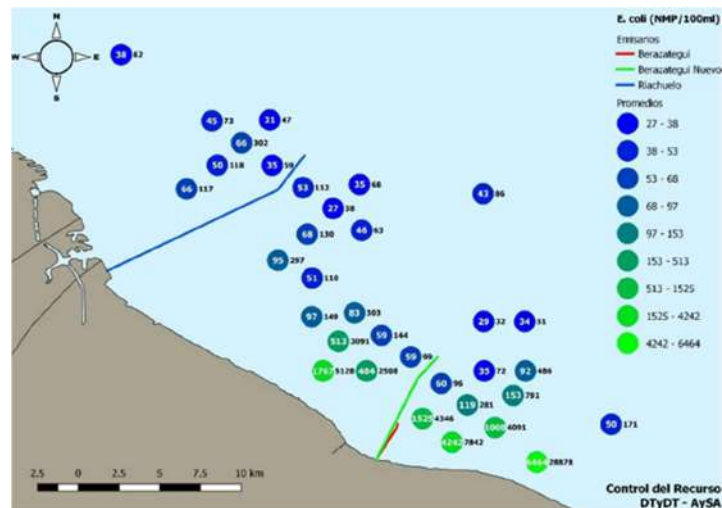 E. coli (NMP/100ml)
Emisarios
Berazategui
Berazategui Nuevo
Riachuelo
Promedios
27 - 38
38 - 53
53 - 68
68 - 97
97 - 153
153 - 513
513 - 1525
1525 - 4242
4242 - 6464
N
W E
S
38 62
45 73
31 47
66 302
50 118
35 59
66 117
53 112
35 68
43 86
27 38
68 130
46 63
95 297
51 110
97 149
83 303
29 32
34 51
513 3091
59 144
59 99
1767 5128
484 2508
35 72
92 486
60 96
153 791
119 281
1525 4346
1068 4091
50 171
4242 7842
6464 28878
2.5 0 2.5 5 7.5 10 km
Control del Recurso
DTyDT - AySA